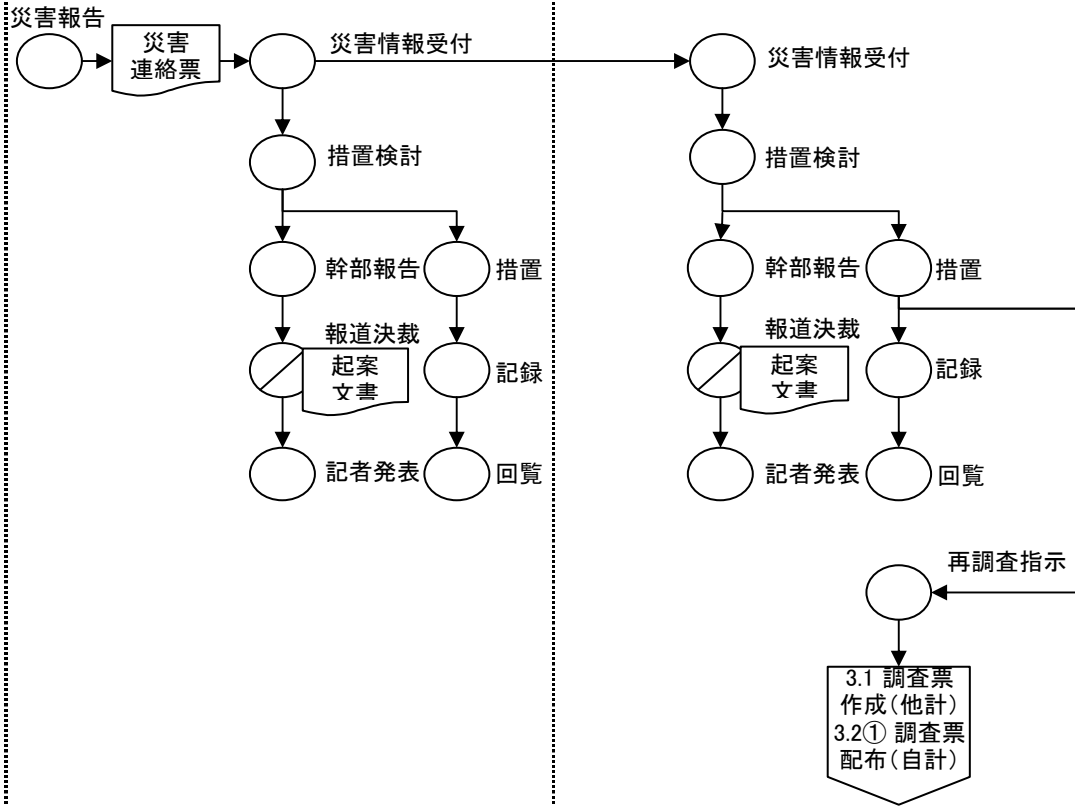 災害報告
災害
連絡票
災害情報受付
災害情報受付
措置検討
措置検討
幹部報告
措置
幹部報告
措置
報道決裁
起案
文書
記録
報道決裁
起案
文書
記録
記者発表
回覧
記者発表
回覧
再調査指示
3.1 調査票
作成(他計)
3.2① 調査票
配布(自計)